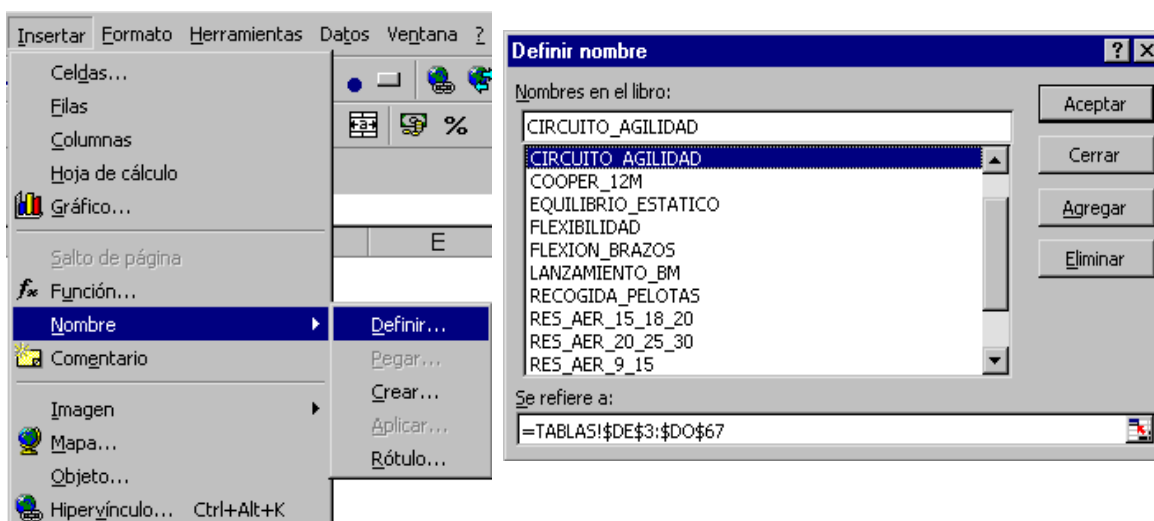 Insertar Formato Herramientas Datos Ventana ?
Celdas...
Filas
Columnas
Hoja de cálculo
Gráfico...
Salto de página
Función...
Nombre
Comentario
Imagen
Mapa...
Objeto...
Hipervínculo... Ctrl+Alt+K
%
E
Definir...
Pegar...
Crear...
Aplicar...
Rótulo...
Definir nombre
Nombres en el libro:
CIRCUITO_AGILIDAD
CIRCUITO_AGILIDAD
COOPER_12M
EQUILIBRIO_ESTATICO
FLEXIBILIDAD
FLEXION_BRAZOS
LANZAMIENTO_BM
RECOGIDA_PELOTAS
RES_AER_15_18_20
RES_AER_20_25_30
RES_AER_9_15
Se refiere a:
=TABLAS!$DE$3:$DO$67
Aceptar
Cerrar
Agregar
Eliminar